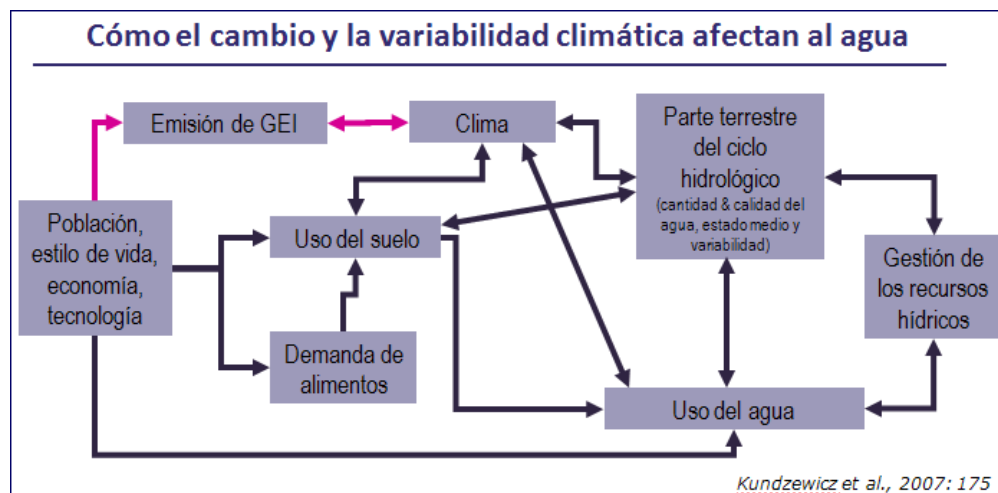 Cómo el cambio y la variabilidad climática afectan al agua
Emisión de GEI
Clima
Parte terrestre
del ciclo
hidrológico
(cantidad & calidad del
agua, estado medio y
variabilidad)
Población,
estilo de vida,
economía,
tecnología
Uso del suelo
Gestión de
los recursos
hídricos
Demanda de
alimentos
Uso del agua
Kundzewicz et al., 2007: 175